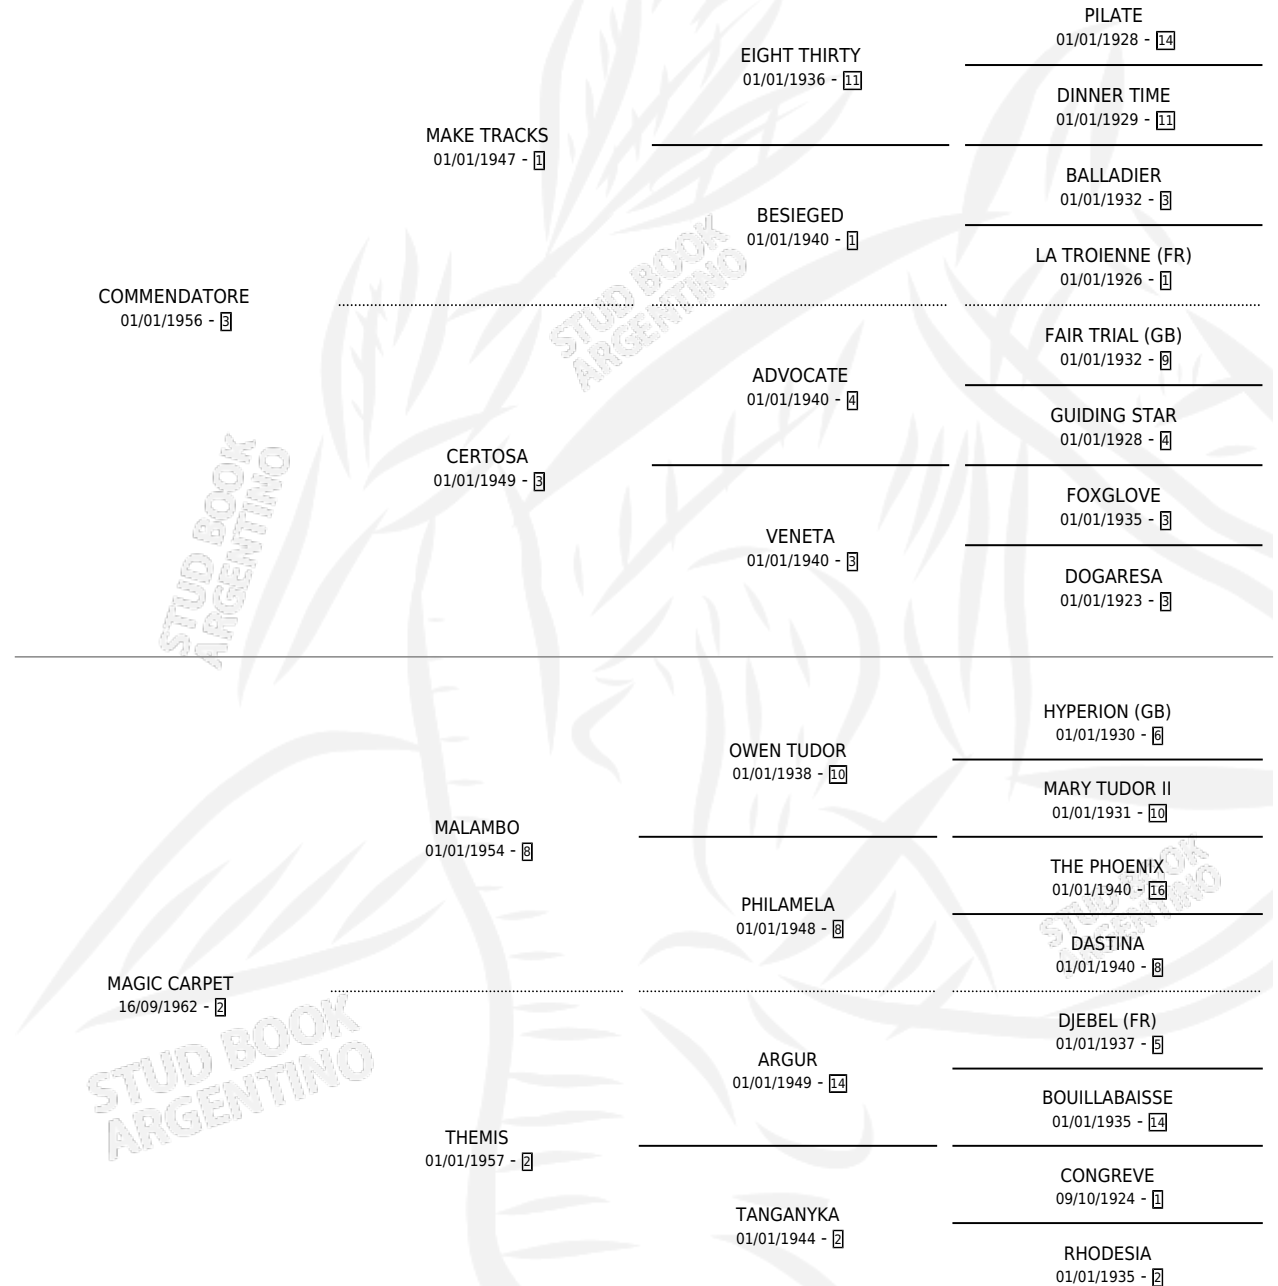 PILATE
01/01/1928 - 14
EIGHT THIRTY
01/01/1936 - 11
DINNER TIME
01/01/1929 - 11
MAKE TRACKS
01/01/1947 - 1
BALLADIER
01/01/1932 - 3
BESIEGED
01/01/1940 - 1
LA TROIENNE (FR)
01/01/1926 - 1
COMMENDATORE
01/01/1956 - 3
STUD BOOK
ARGENTINO
FAIR TRIAL (GB)
01/01/1932 - 9
ADVOCATE
01/01/1940 - 4
GUIDING STAR
01/01/1928 - 4
CERTOSA
01/01/1949 - 3
FOXGLOVE
01/01/1935 - 3
VENETA
01/01/1940 - 3
DOGARESA
01/01/1923 - 3
STUD BOOK
ARGENTINO
HYPERION (GB)
01/01/1930 - 6
OWEN TUDOR
01/01/1938 - 10
MARY TUDOR II
01/01/1931 - 10
MALAMBO
01/01/1954 - 8
THE PHOENIX
01/01/1940 - 16
PHILAMELA
01/01/1948 - 8
DASTINA
01/01/1940 - 8
STUD BOOK
ARGENTINO
MAGIC CARPET
16/09/1962 - 2
DJEBEL (FR)
01/01/1937 - 5
ARGUR
01/01/1949 - 14
BOUILLABAISSE
01/01/1935 - 14
STUD BOOK
ARGENTINO
THEMIS
01/01/1957 - 2
CONGREVE
09/10/1924 - 1
TANGANYKA
01/01/1944 - 2
RHODESIA
01/01/1935 - 2